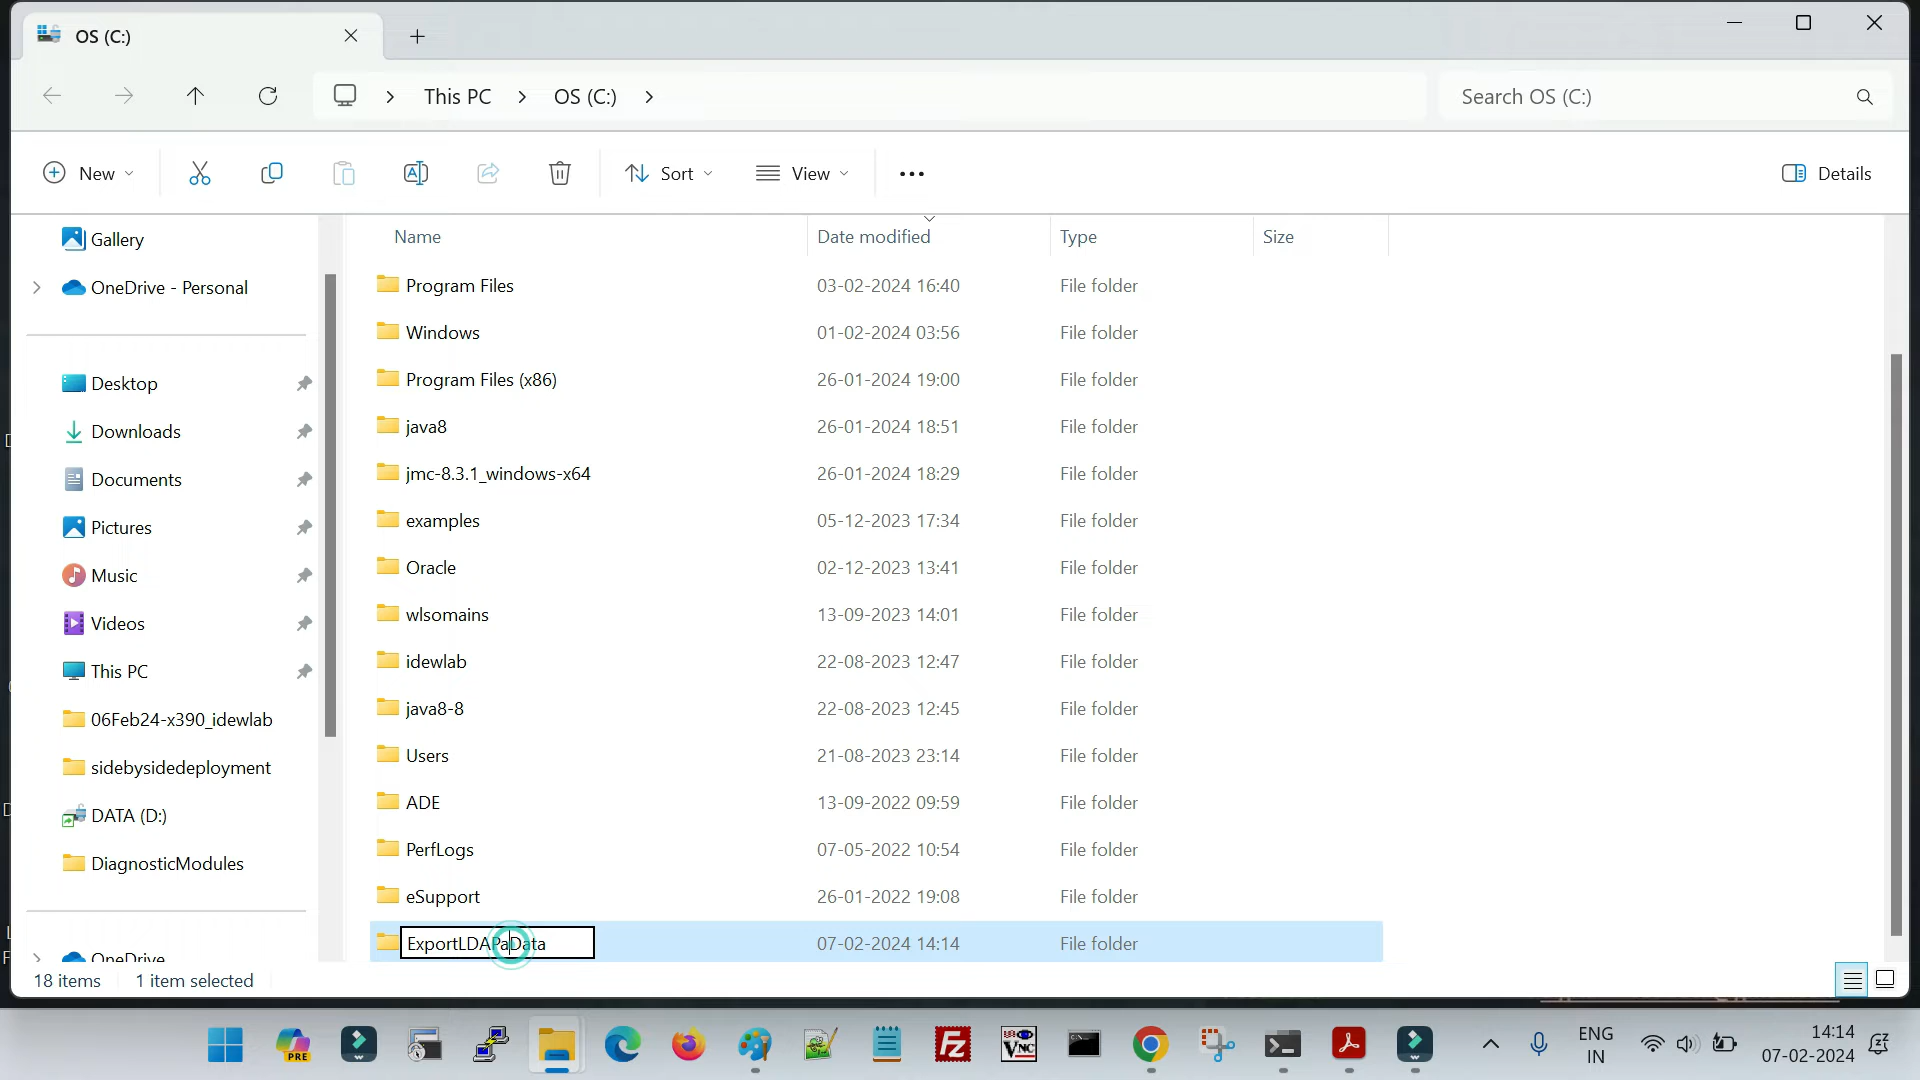 OS (C:)
This PC
OS (C:)
Search OS (C:)
New
Sort
View
Details
Gallery
OneDrive - Personal
Desktop
Downloads
Documents
Pictures
Music
Videos
This PC
06Feb24-x390_idewlab
sidebysidedeployment
DATA (D:)
DiagnosticModules
OneDrive
Name Date modified Type Size
Program Files 03-02-2024 16:40 File folder
Windows 01-02-2024 03:56 File folder
Program Files (x86) 26-01-2024 19:00 File folder
java8 26-01-2024 18:51 File folder
jmc-8.3.1_windows-x64 26-01-2024 18:29 File folder
examples 05-12-2023 17:34 File folder
Oracle 02-12-2023 13:41 File folder
wlsomains 13-09-2023 14:01 File folder
idewlab 22-08-2023 12:47 File folder
java8-8 22-08-2023 12:45 File folder
Users 21-08-2023 23:14 File folder
ADE 13-09-2022 09:59 File folder
PerfLogs 07-05-2022 10:54 File folder
eSupport 26-01-2022 19:08 File folder
ExportLDAPaData 07-02-2024 14:14 File folder
18 items 1 item selected
PRE
FZ
VNC
ENG
IN
14:14
07-02-2024